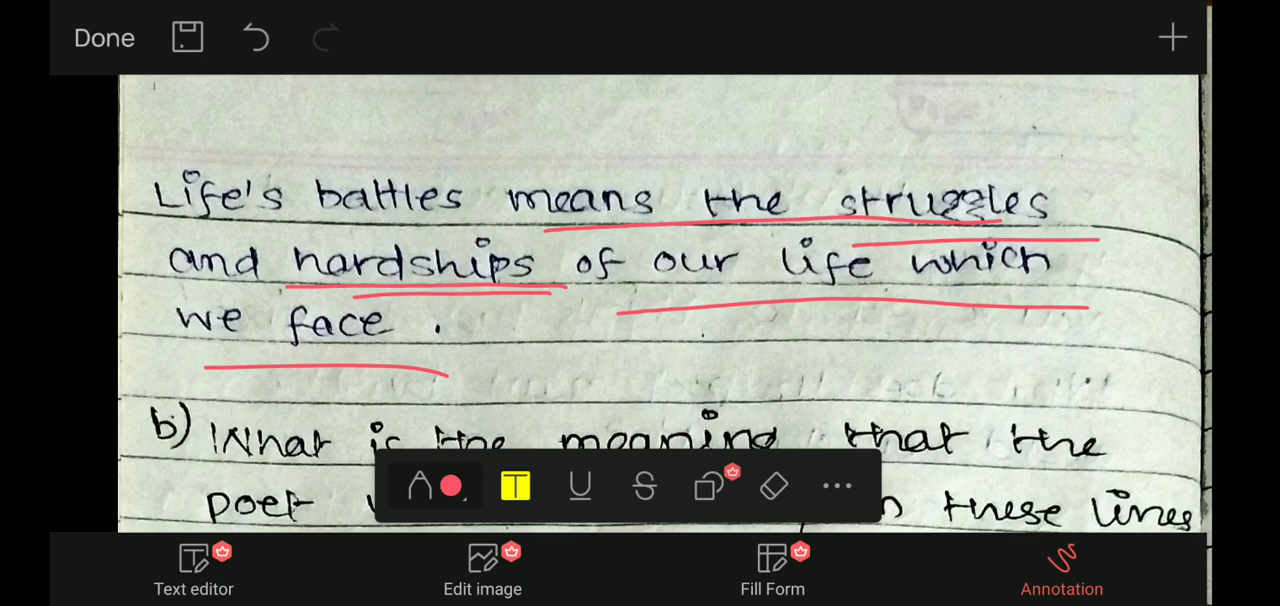 Done
Life's battles means the struggles
and hardships of our life which
we face .
b) What is the meaning that the
poet these lines
Text editor Edit image Fill Form Annotation